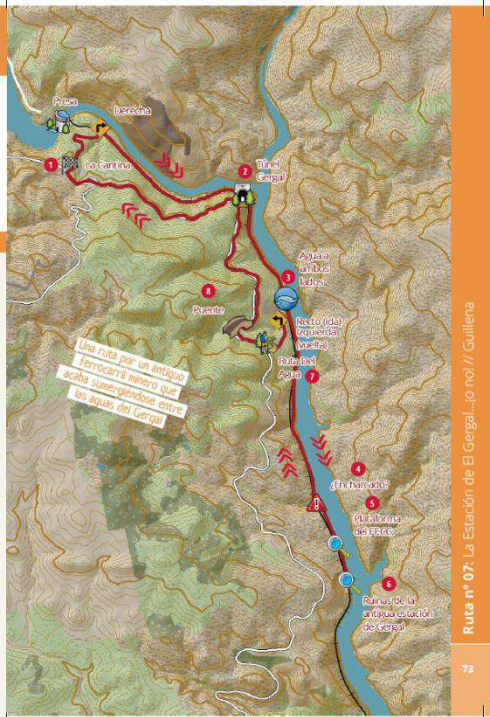 Presa
Derecha
1
La Cantina
2
Túnel
Gergal
Agua a
ambos
lados
3
8
Puente
Recto (ida)
izquierda
(vuelta)
Ruta Del
Agua
7
Una ruta por un antiguo
ferrocarril minero que
acaba sumergiéndose entre
las aguas del Gergal
4
¿Encharcado?
5
Plataforma
del FFCC.
6
Ruinas de la
antigua estación
de Gergal
Ruta nº 07: La Estación de El Gergal...¡o no! // Guillena
73